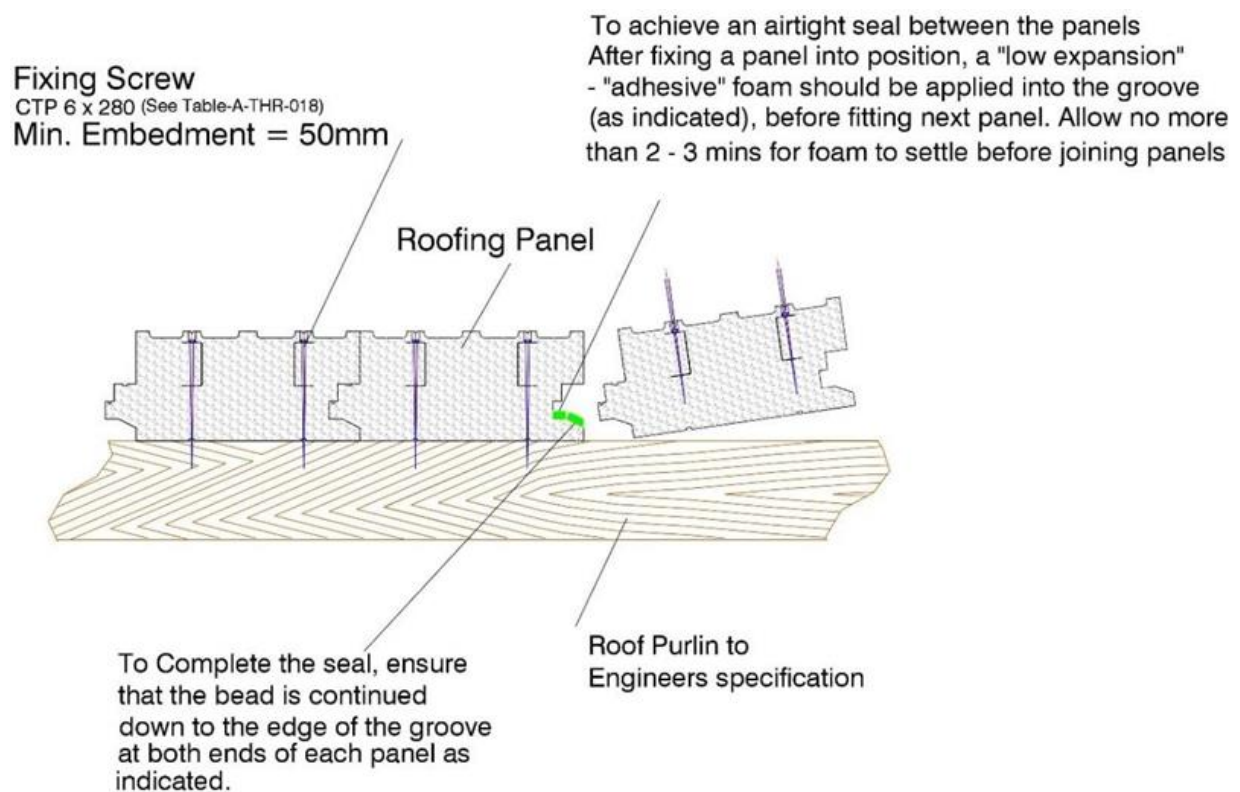 To achieve an airtight seal between the panels
After fixing a panel into position, a "low expansion"
- "adhesive" foam should be applied into the groove
(as indicated), before fitting next panel. Allow no more
than 2 - 3 mins for foam to settle before joining panels
Fixing Screw
CTP 6 x 280 (See Table-A-THR-018)
Min. Embedment = 50mm
Roofing Panel
Roof Purlin to
Engineers specification
To Complete the seal, ensure
that the bead is continued
down to the edge of the groove
at both ends of each panel as
indicated.